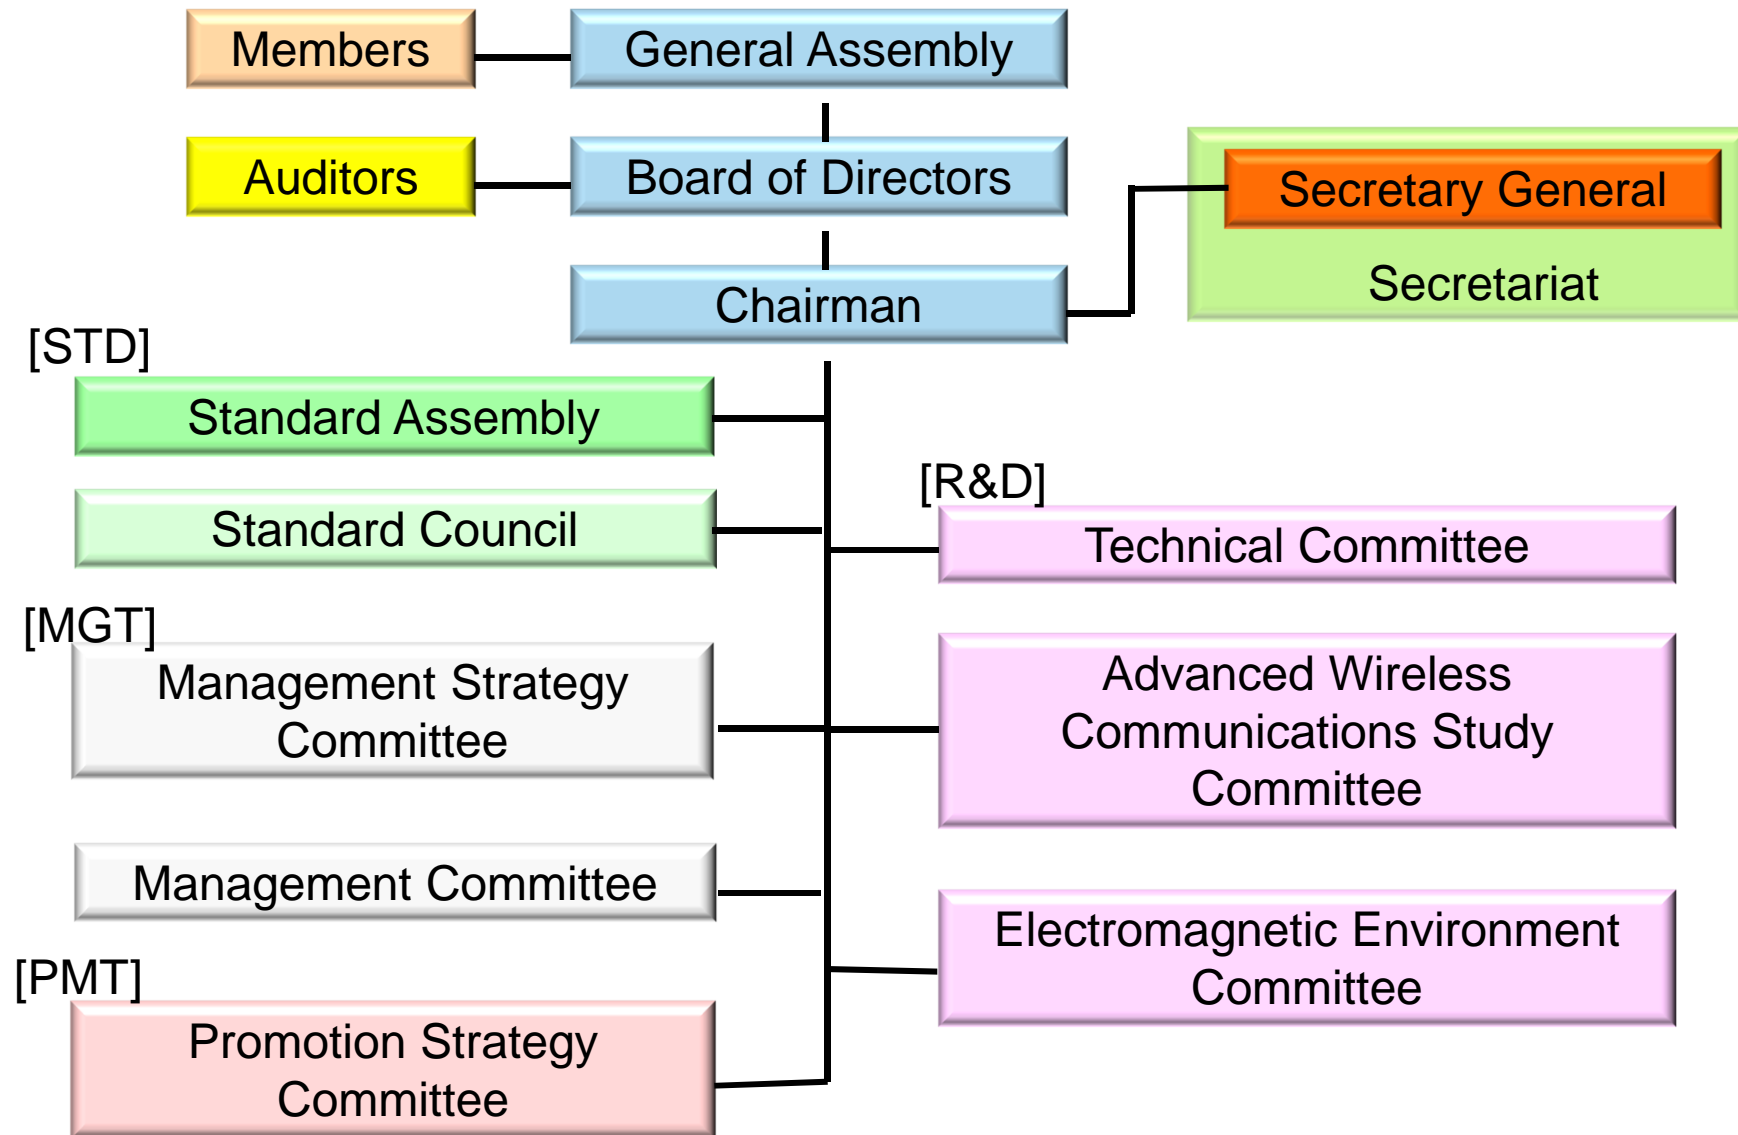 Members
General Assembly
Auditors
Board of Directors
Secretary General
Secretariat
Chairman
[STD]
Standard Assembly
Standard Council
[R&D]
Technical Committee
[MGT]
Management Strategy
Committee
Advanced Wireless
Communications Study
Committee
Management Committee
Electromagnetic Environment
Committee
[PMT]
Promotion Strategy
Committee